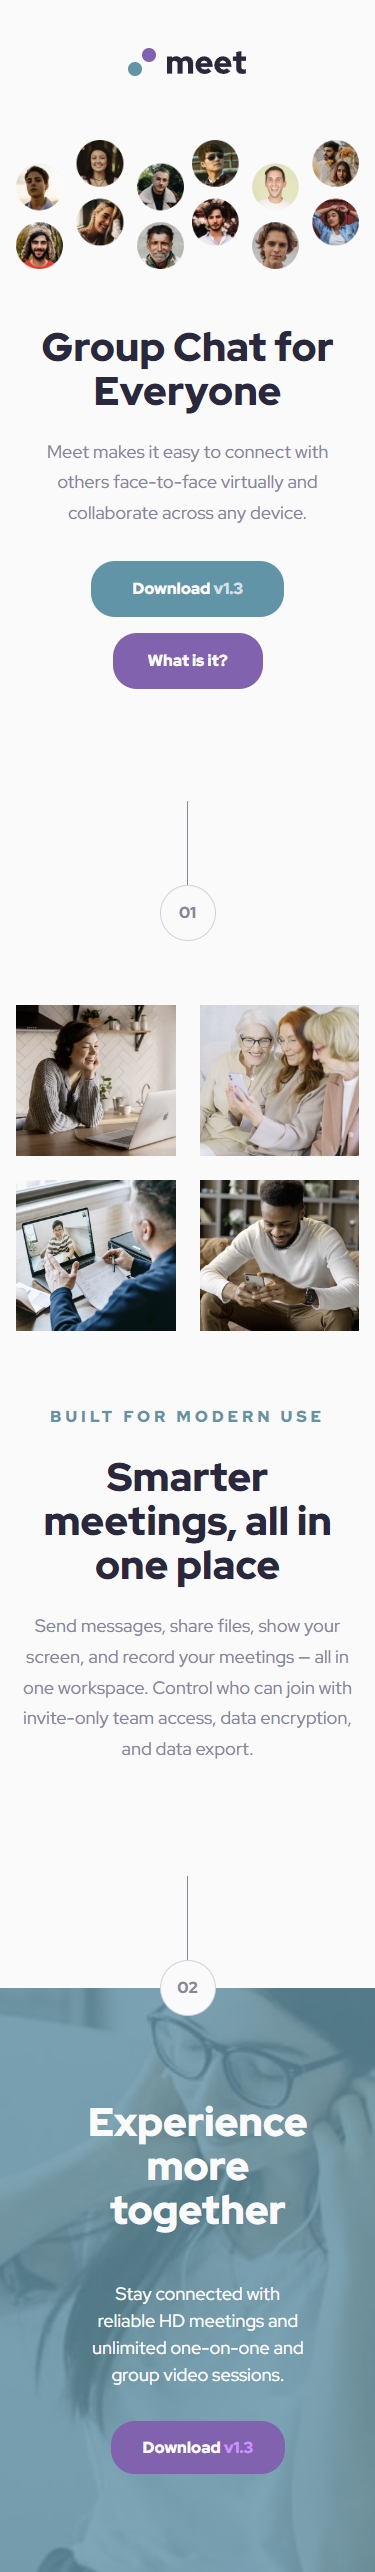 meet
Group Chat for
Everyone
Meet makes it easy to connect with
others face-to-face virtually and
collaborate across any device.
Download v1.3
What is it?
01
BUILT FOR MODERN USE
Smarter
meetings, all in
one place
Send messages, share files, show your
screen, and record your meetings — all in
one workspace. Control who can join with
invite-only team access, data encryption,
and data export.
02
Experience
more
together
Stay connected with
reliable HD meetings and
unlimited one-on-one and
group video sessions.
Download v1.3